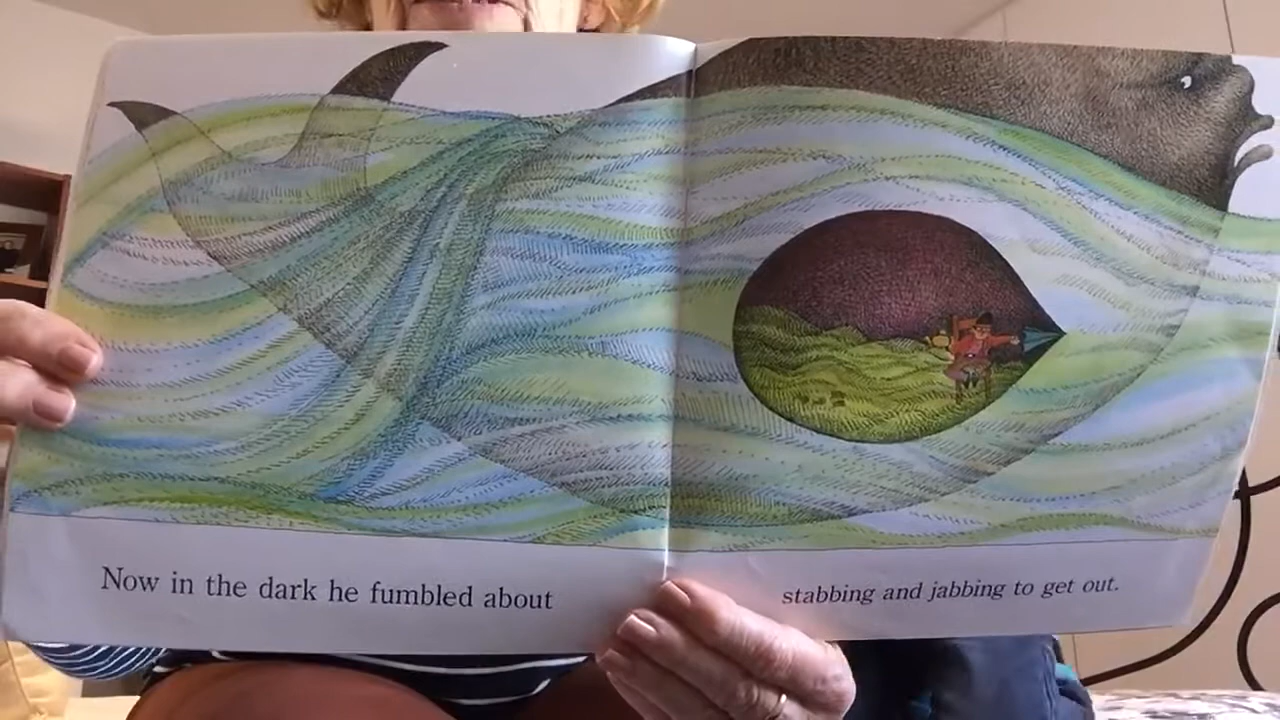 Now in the dark he fumbled about
stabbing and jabbing to get out.